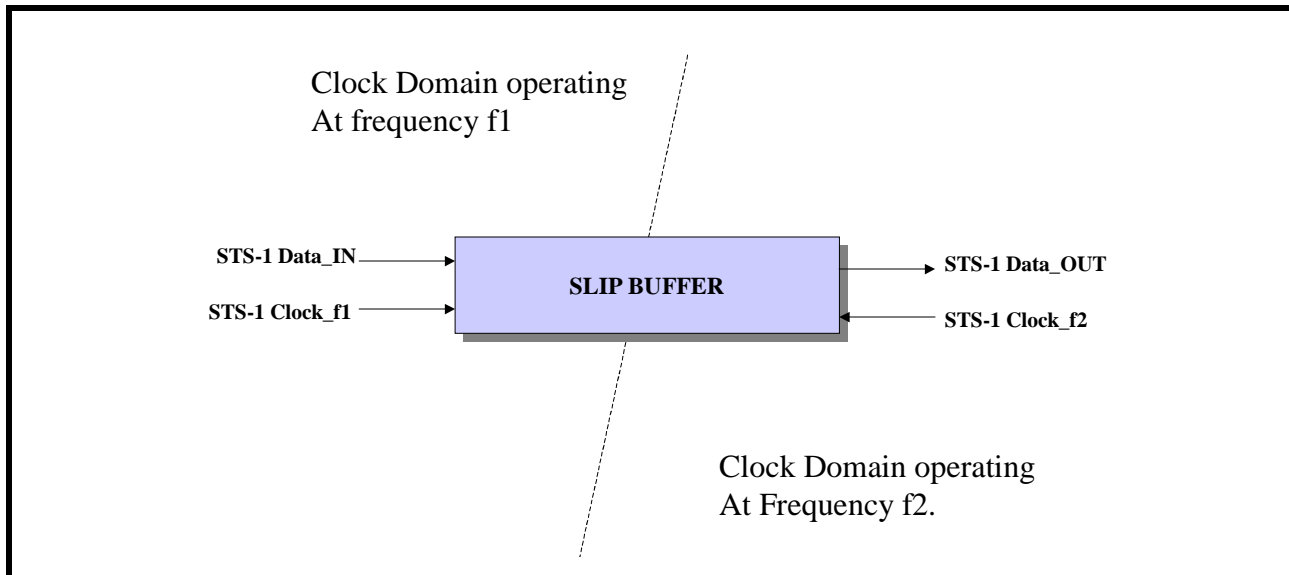 Clock Domain operating
At frequency f1
STS-1 Data_IN
STS-1 Clock_f1
SLIP BUFFER
STS-1 Data_OUT
STS-1 Clock_f2
Clock Domain operating
At Frequency f2.